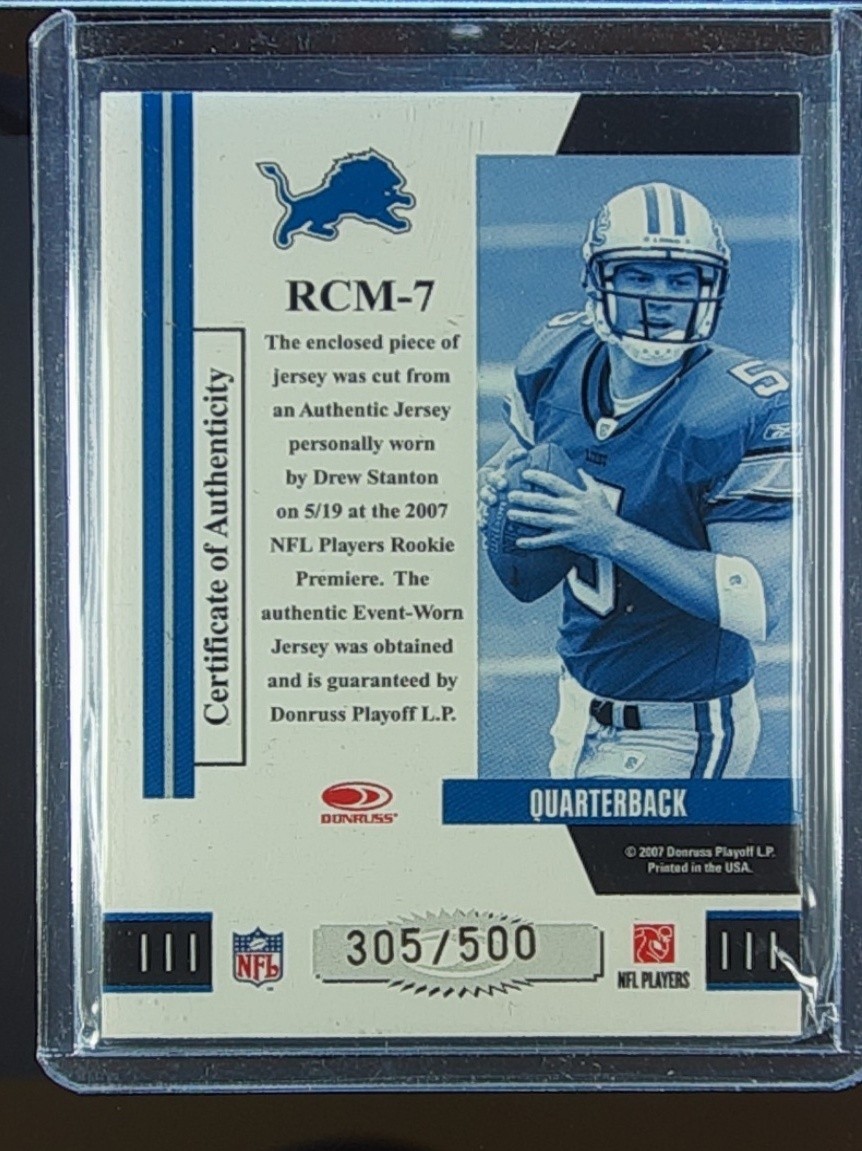 RCM-7
The enclosed piece of
jersey was cut from
an Authentic Jersey
personally worn
by Drew Stanton
on 5/19 at the 2007
NFL Players Rookie
Premiere. The
authentic Event-Worn
Jersey was obtained
and is guaranteed by
Donruss Playoff L.P.
Certificate of Authenticity
5
5
5
DONRUSS
QUARTERBACK
© 2007 Donruss Playoff L.P.
Printed in the USA.
NFL
305/500
NFL PLAYERS